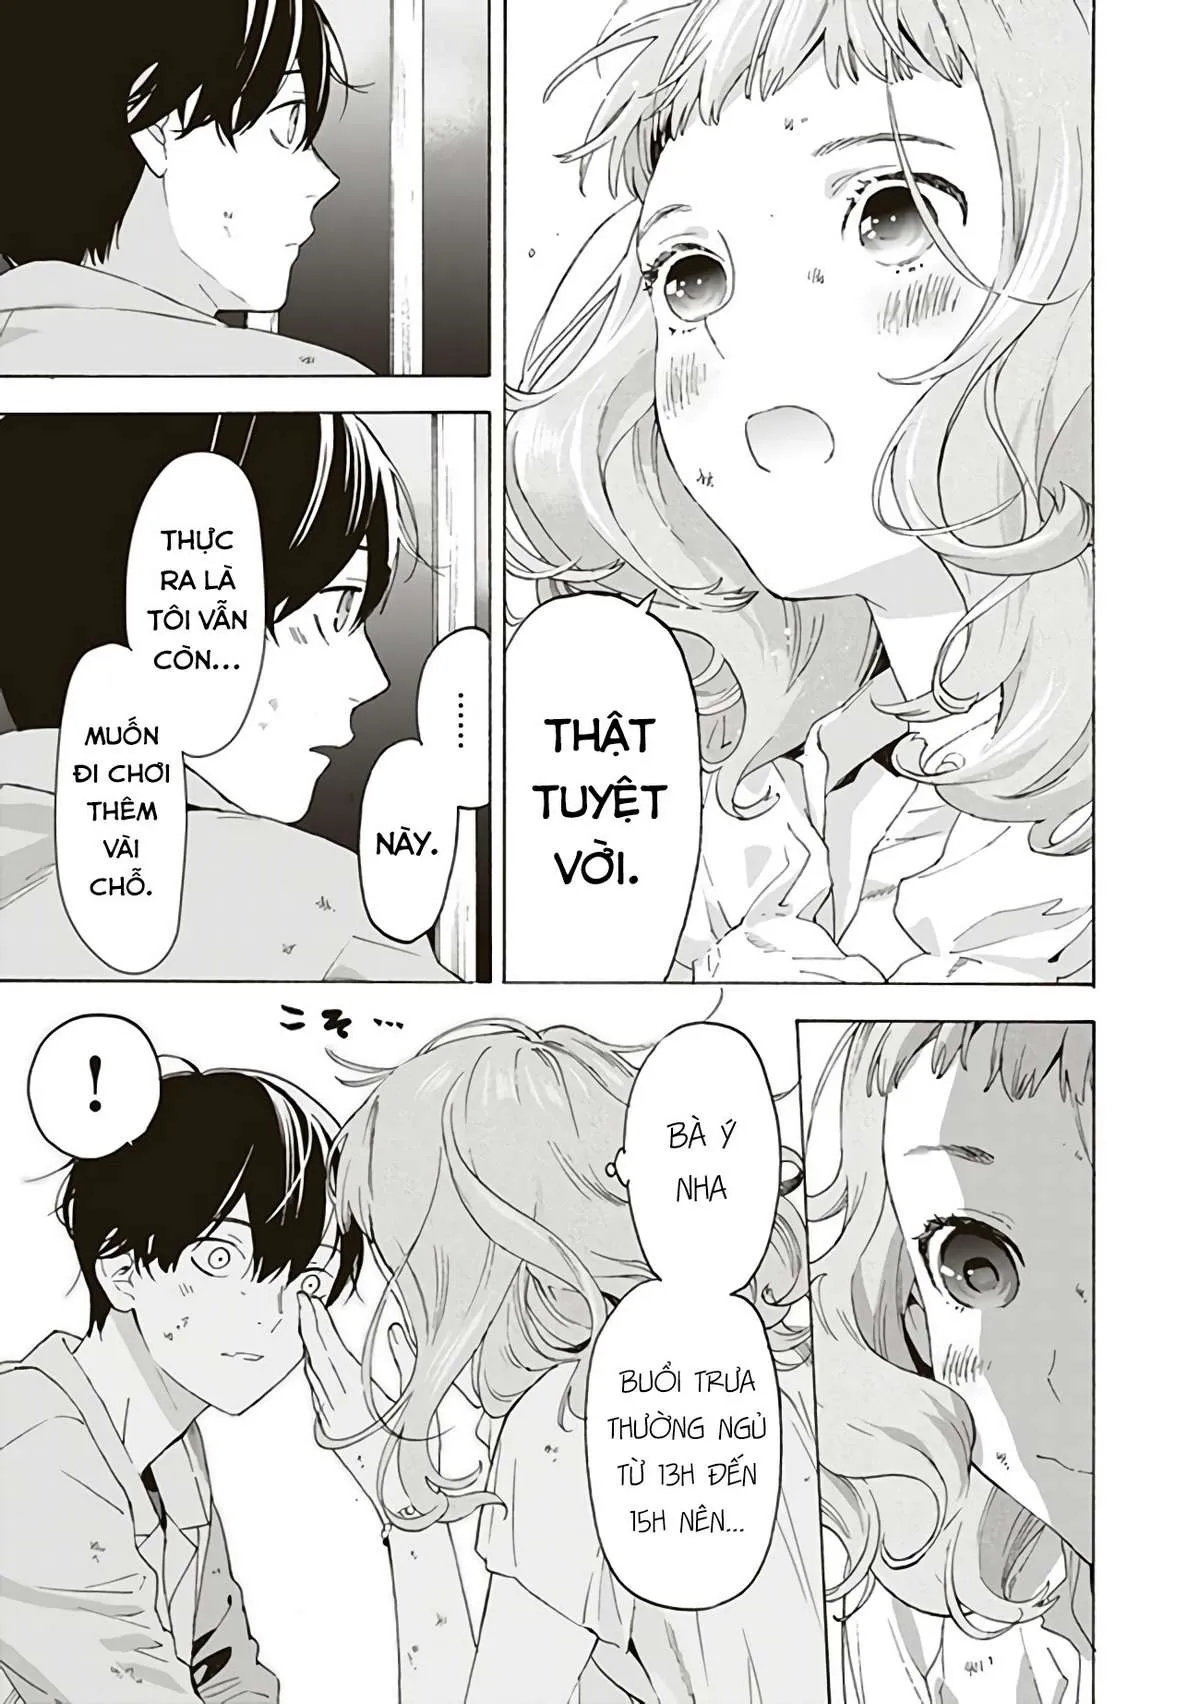 THẬT
TUYỆT
VỜI.
........
NÀY.
THỰC
RA LÀ
TÔI VẪN
CÒN...
MUỐN
ĐI CHƠI
THÊM
VÀI
CHỖ.
BÀ Ý
NHA
BUỔI TRƯA
THƯỜNG NGỦ
TỪ 13H ĐẾN
15H NÊN...
こそ...
!